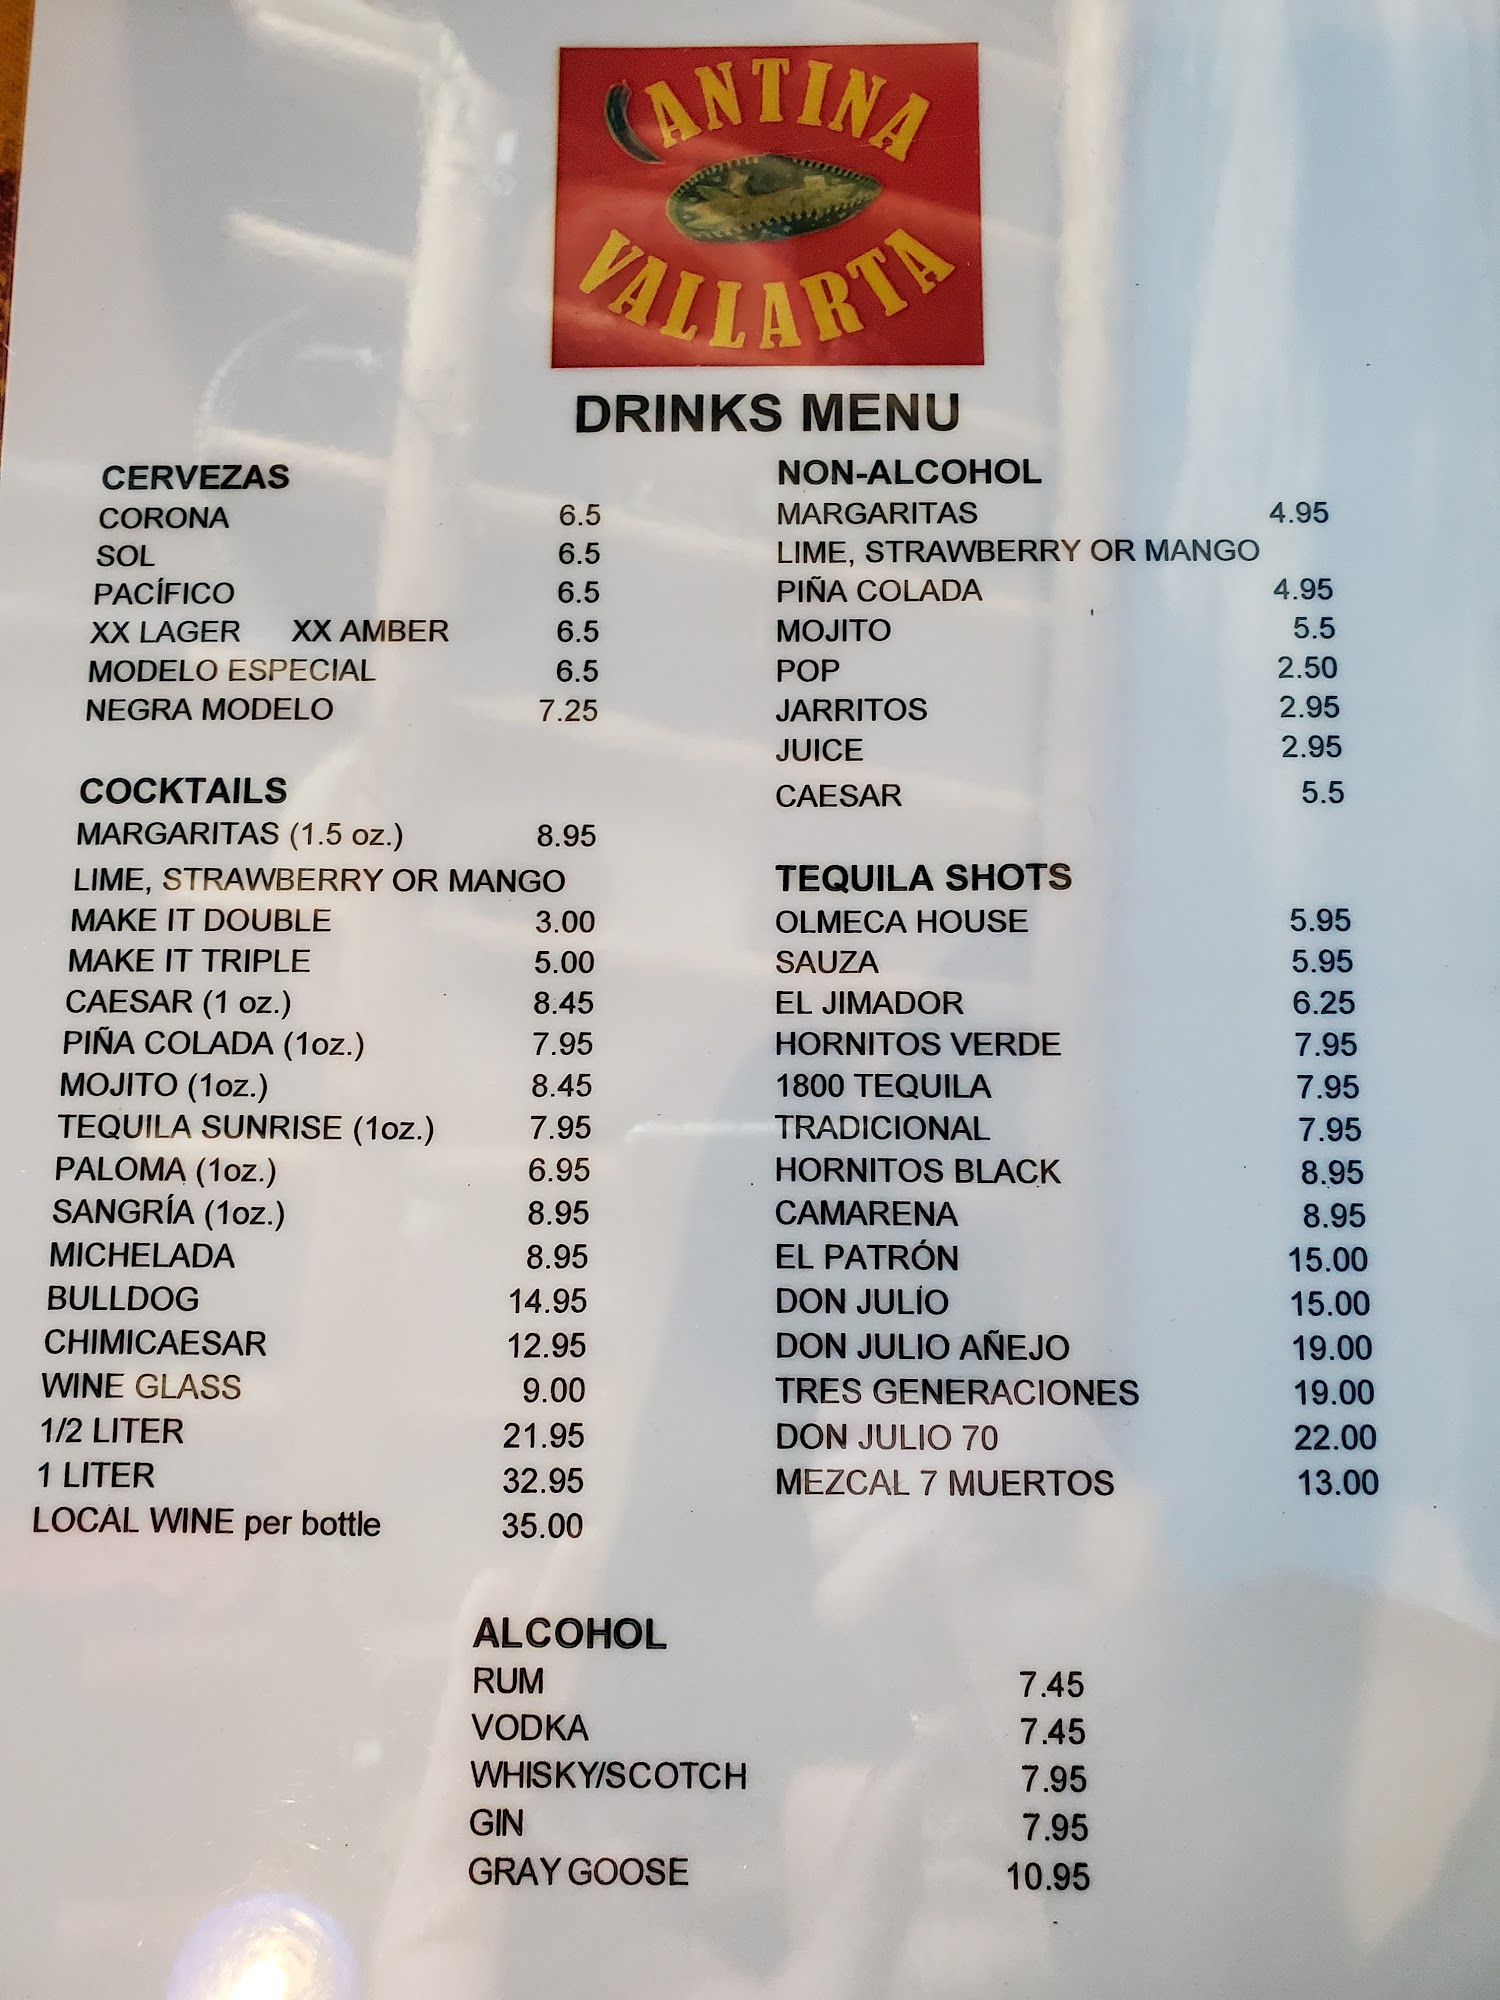 CANTINA
VALLARTA
DRINKS MENU
CERVEZAS
CORONA 6.5
SOL 6.5
PACÍFICO 6.5
XX LAGER XX AMBER 6.5
MODELO ESPECIAL 6.5
NEGRA MODELO 7.25
COCKTAILS
MARGARITAS (1.5 oz.) 8.95
LIME, STRAWBERRY OR MANGO
MAKE IT DOUBLE 3.00
MAKE IT TRIPLE 5.00
CAESAR (1 oz.) 8.45
PIÑA COLADA (1oz.) 7.95
MOJITO (1oz.) 8.45
TEQUILA SUNRISE (1oz.) 7.95
PALOMA (1oz.) 6.95
SANGRÍA (1oz.) 8.95
MICHELADA 8.95
BULLDOG 14.95
CHIMICAESAR 12.95
WINE GLASS 9.00
1/2 LITER 21.95
1 LITER 32.95
LOCAL WINE per bottle 35.00
NON-ALCOHOL
MARGARITAS 4.95
LIME, STRAWBERRY OR MANGO
PIÑA COLADA 4.95
MOJITO 5.5
POP 2.50
JARRITOS 2.95
JUICE 2.95
CAESAR 5.5
TEQUILA SHOTS
OLMECA HOUSE 5.95
SAUZA 5.95
EL JIMADOR 6.25
HORNITOS VERDE 7.95
1800 TEQUILA 7.95
TRADICIONAL 7.95
HORNITOS BLACK 8.95
CAMARENA 8.95
EL PATRÓN 15.00
DON JULÍO 15.00
DON JULIO AÑEJO 19.00
TRES GENERACIONES 19.00
DON JULIO 70 22.00
MEZCAL 7 MUERTOS 13.00
ALCOHOL
RUM 7.45
VODKA 7.45
WHISKY/SCOTCH 7.95
GIN 7.95
GRAY GOOSE 10.95